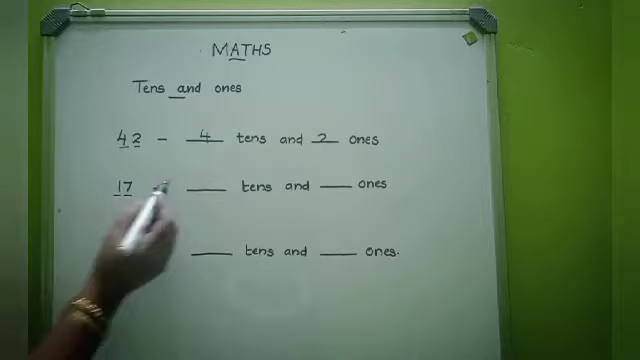 MATHS
Tens and ones
42 - 4 tens and 2 ones
17 ___ tens and ___ ones
___ tens and ___ ones.